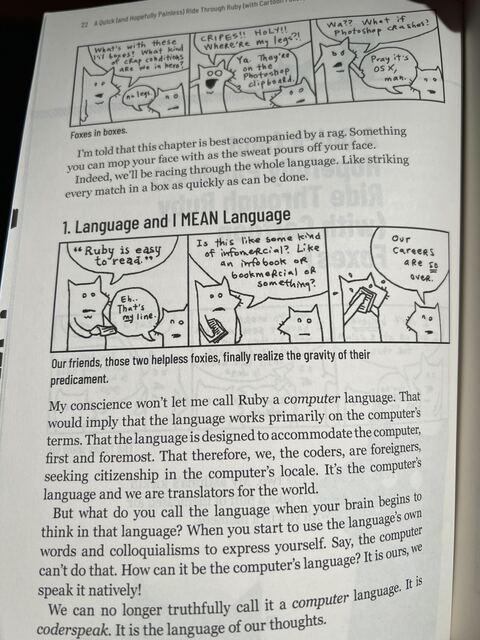 22 A Quick (and Hopefully Painless) Ride Through Ruby (with Cartoon
What's with these
lil boxes? What kind
of crap conditions
are we in here?
no legs.
CRIPES!! HOLY!!
Where're my legs?!
Ya. They're
on the
Photoshop
clipboard.
Wa?? What if
Photoshop crashes?
Pray it's
OS X,
man.
Foxes in boxes.
I'm told that this chapter is best accompanied by a rag. Something
you can mop your face with as the sweat pours off your face.
Indeed, we'll be racing through the whole language. Like striking
every match in a box as quickly as can be done.
1. Language and I MEAN Language
"Ruby is easy
to read."
Eh..
That's
my line.
Is this like some kind
of infomercial? Like
an infobook or
bookmercial or
something?
Our
careers
are so
over.
Our friends, those two helpless foxies, finally realize the gravity of their
predicament.
My conscience won't let me call Ruby a computer language. That
would imply that the language works primarily on the computer's
terms. That the language is designed to accommodate the computer,
first and foremost. That therefore, we, the coders, are foreigners,
seeking citizenship in the computer's locale. It's the computer's
language and we are translators for the world.
But what do you call the language when your brain begins to
think in that language? When you start to use the language's own
words and colloquialisms to express yourself. Say, the computer
can't do that. How can it be the computer's language? It is ours, we
speak it natively!
We can no longer truthfully call it a computer language. It is
coderspeak. It is the language of our thoughts.